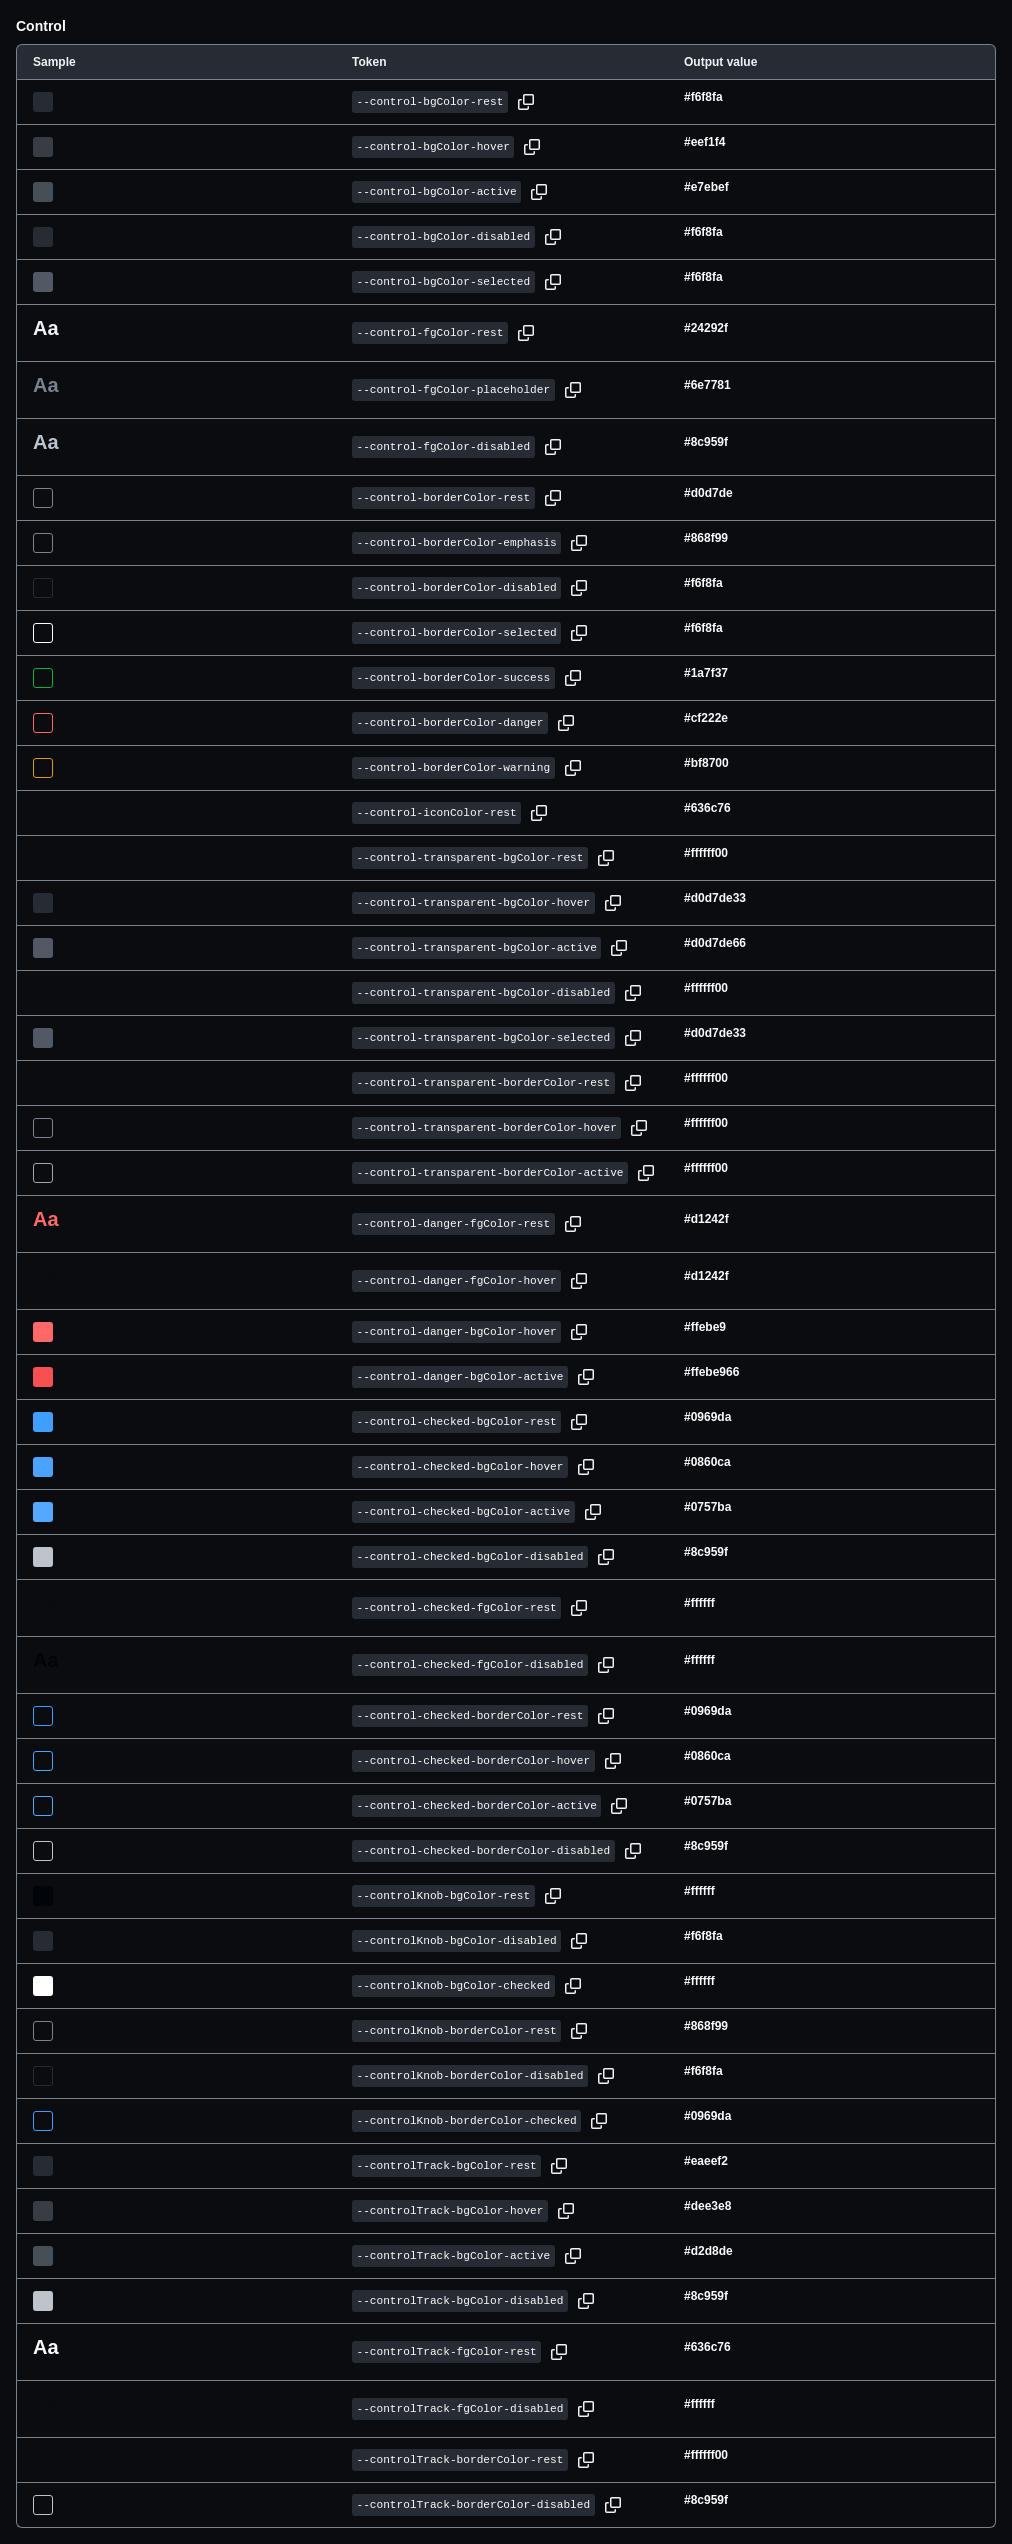 Control
Sample Token Output value
--control-bgColor-rest #f6f8fa
--control-bgColor-hover #eef1f4
--control-bgColor-active #e7ebef
--control-bgColor-disabled #f6f8fa
--control-bgColor-selected #f6f8fa
Aa --control-fgColor-rest #24292f
Aa --control-fgColor-placeholder #6e7781
Aa --control-fgColor-disabled #8c959f
--control-borderColor-rest #d0d7de
--control-borderColor-emphasis #868f99
--control-borderColor-disabled #f6f8fa
--control-borderColor-selected #f6f8fa
--control-borderColor-success #1a7f37
--control-borderColor-danger #cf222e
--control-borderColor-warning #bf8700
--control-iconColor-rest #636c76
--control-transparent-bgColor-rest #ffffff00
--control-transparent-bgColor-hover #d0d7de33
--control-transparent-bgColor-active #d0d7de66
--control-transparent-bgColor-disabled #ffffff00
--control-transparent-bgColor-selected #d0d7de33
--control-transparent-borderColor-rest #ffffff00
--control-transparent-borderColor-hover #ffffff00
--control-transparent-borderColor-active #ffffff00
Aa --control-danger-fgColor-rest #d1242f
--control-danger-fgColor-hover #d1242f
--control-danger-bgColor-hover #ffebe9
--control-danger-bgColor-active #ffebe966
--control-checked-bgColor-rest #0969da
--control-checked-bgColor-hover #0860ca
--control-checked-bgColor-active #0757ba
--control-checked-bgColor-disabled #8c959f
--control-checked-fgColor-rest #ffffff
Aa --control-checked-fgColor-disabled #ffffff
--control-checked-borderColor-rest #0969da
--control-checked-borderColor-hover #0860ca
--control-checked-borderColor-active #0757ba
--control-checked-borderColor-disabled #8c959f
--controlKnob-bgColor-rest #ffffff
--controlKnob-bgColor-disabled #f6f8fa
--controlKnob-bgColor-checked #ffffff
--controlKnob-borderColor-rest #868f99
--controlKnob-borderColor-disabled #f6f8fa
--controlKnob-borderColor-checked #0969da
--controlTrack-bgColor-rest #eaeef2
--controlTrack-bgColor-hover #dee3e8
--controlTrack-bgColor-active #d2d8de
--controlTrack-bgColor-disabled #8c959f
Aa --controlTrack-fgColor-rest #636c76
--controlTrack-fgColor-disabled #ffffff
--controlTrack-borderColor-rest #ffffff00
--controlTrack-borderColor-disabled #8c959f